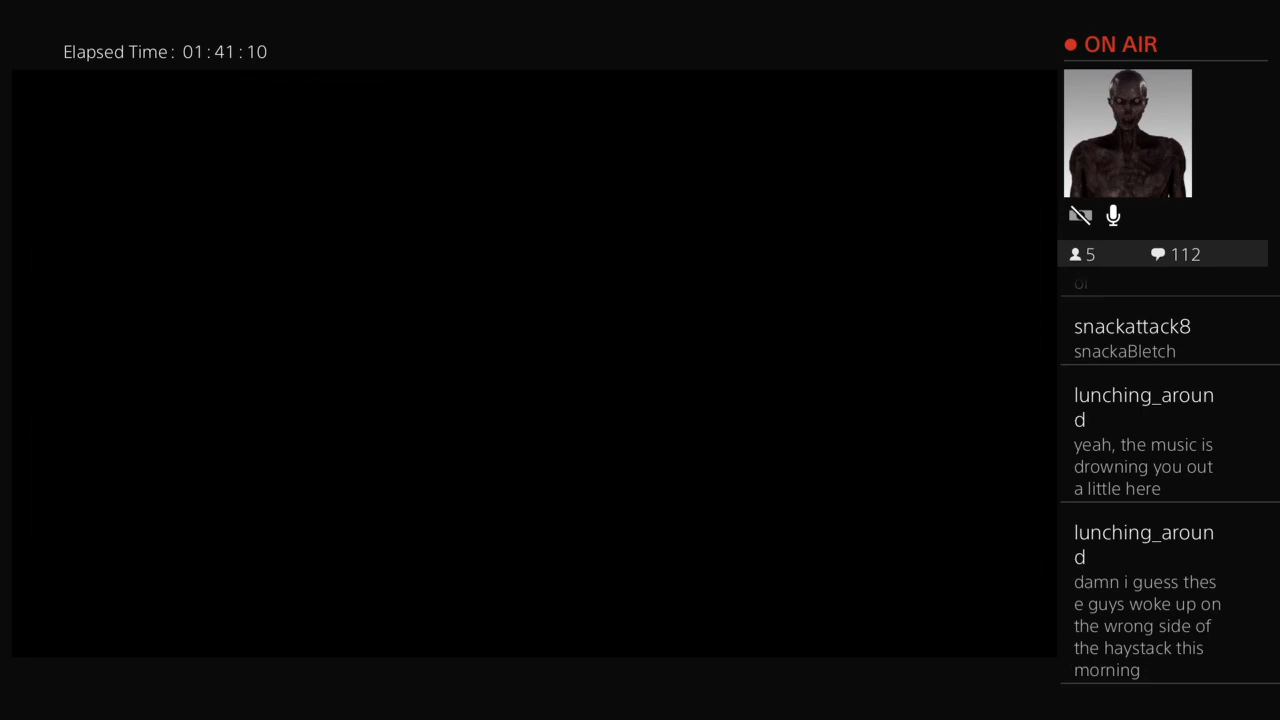 Elapsed Time: 01:41:10
ON AIR
5 112
snackattack8
snackaBletch
lunching_aroun
d
yeah, the music is
drowning you out
a little here
lunching_aroun
d
damn i guess thes
e guys woke up on
the wrong side of
the haystack this
morning